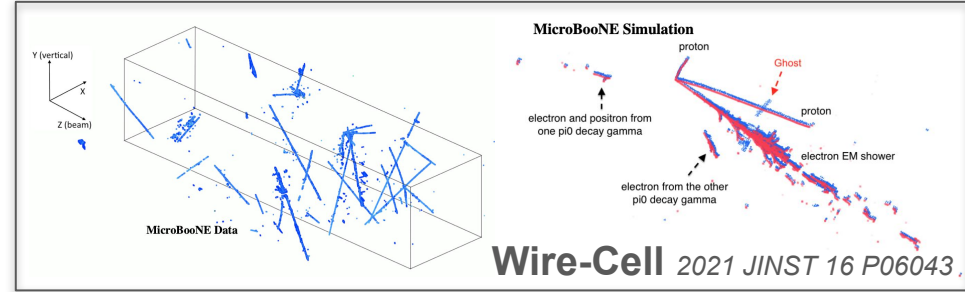 Y (vertical)
X
Z (beam)
MicroBooNE Data
MicroBooNE Simulation
proton
Ghost
proton
electron and positron from
one pi0 decay gamma
electron EM shower
electron from the other
pi0 decay gamma
Wire-Cell 2021 JINST 16 P06043